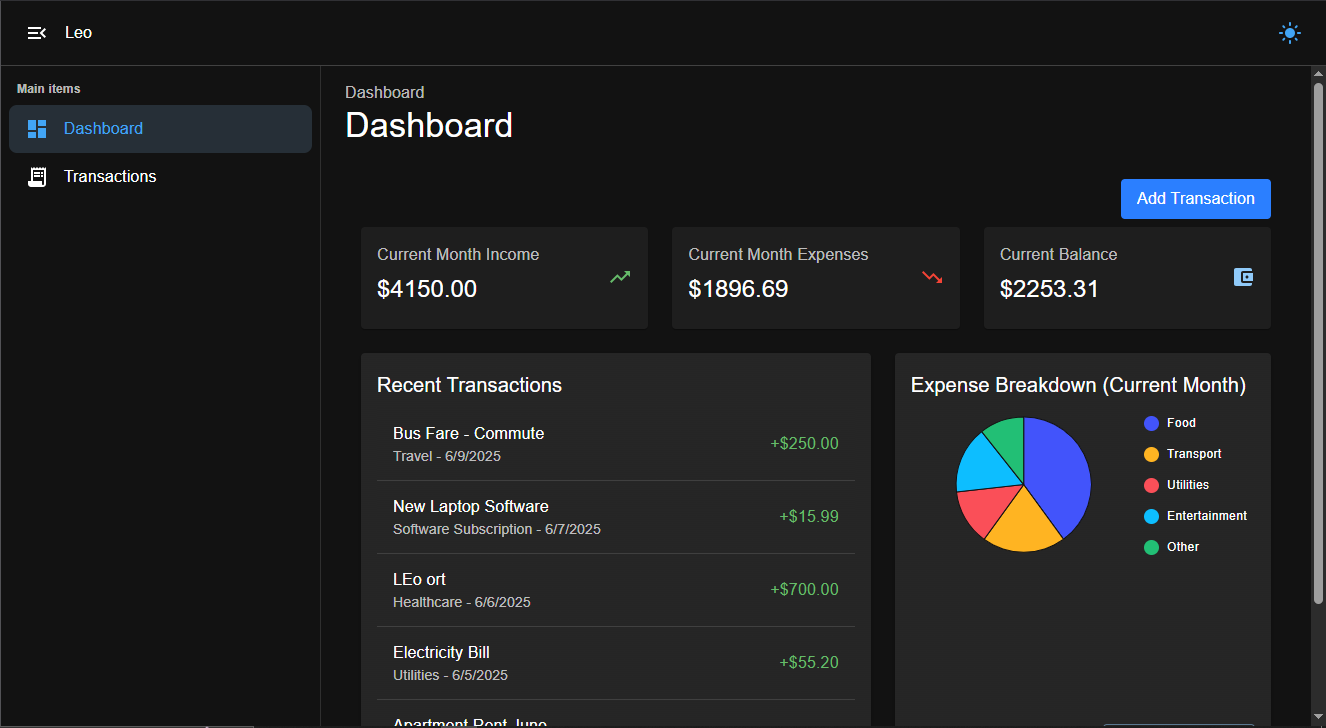 Leo
Main items
Dashboard
Transactions
Dashboard
Dashboard
Add Transaction
Current Month Income
$4150.00
Current Month Expenses
$1896.69
Current Balance
$2253.31
Recent Transactions
Bus Fare - Commute
Travel - 6/9/2025
+$250.00
New Laptop Software
Software Subscription - 6/7/2025
+$15.99
LEo ort
Healthcare - 6/6/2025
+$700.00
Electricity Bill
Utilities - 6/5/2025
+$55.20
Apartment Rent June
Expense Breakdown (Current Month)
Food
Transport
Utilities
Entertainment
Other